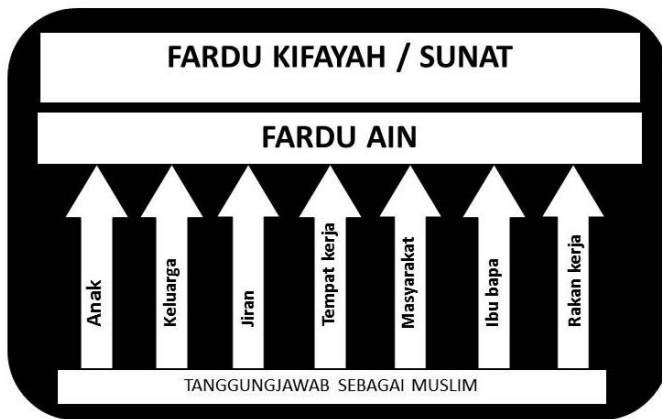 FARDU KIFAYAH / SUNAT
FARDU AIN
Anak
Keluarga
Jiran
Tempat kerja
Masyarakat
Ibu bapa
Rakan kerja
TANGGUNGJAWAB SEBAGAI MUSLIM